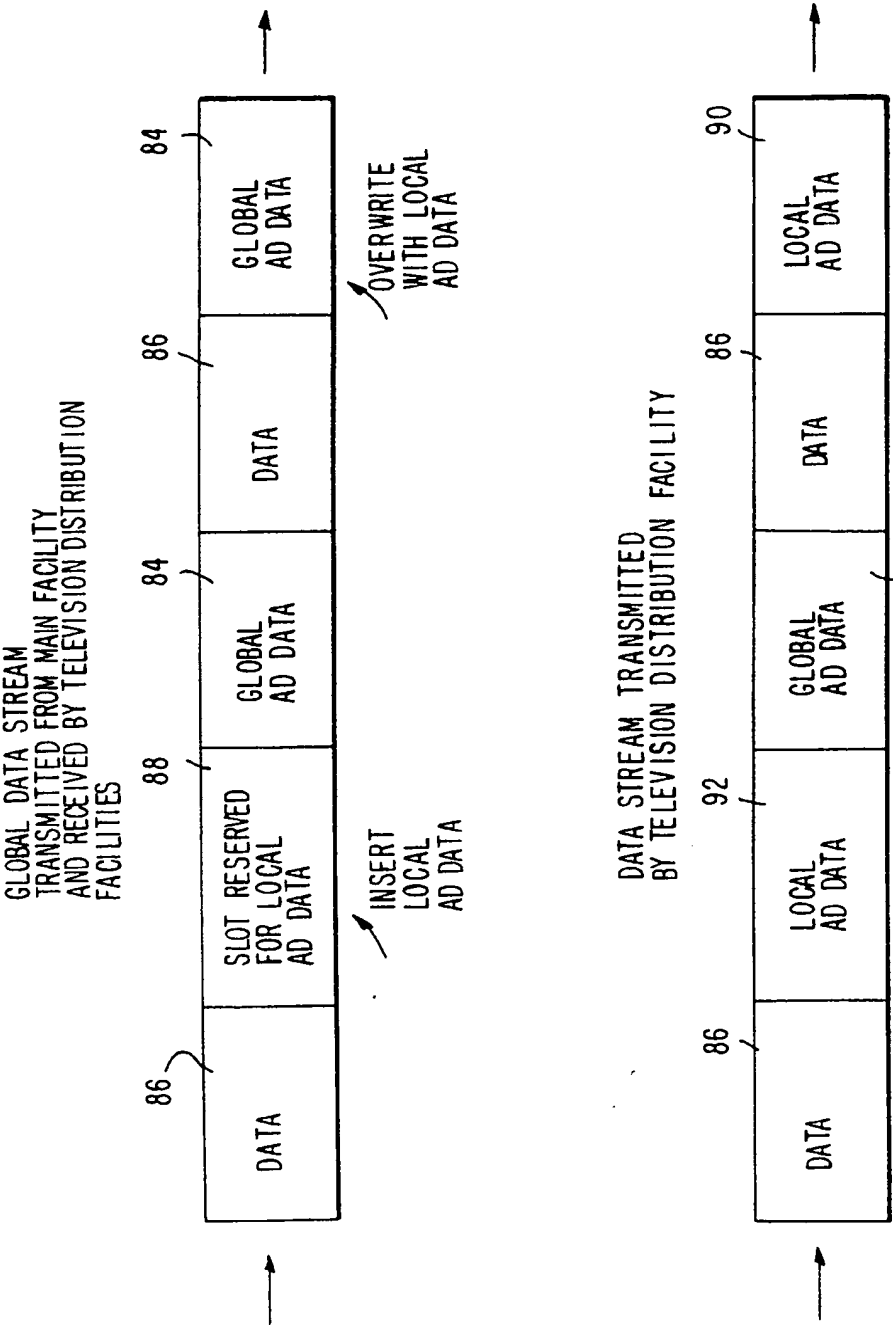 GLOBAL DATA STREAM
TRANSMITTED FROM MAIN FACILITY
AND RECEIVED BY TELEVISION DISTRIBUTION
FACILITIES
86
88
84
86
84
DATA
SLOT RESERVED
FOR LOCAL
AD DATA
GLOBAL
AD DATA
DATA
GLOBAL
AD DATA
INSERT
LOCAL
AD DATA
OVERWRITE
WITH LOCAL
AD DATA
DATA STREAM TRANSMITTED
BY TELEVISION DISTRIBUTION FACILITY
86
92
86
90
DATA
LOCAL
AD DATA
GLOBAL
AD DATA
DATA
LOCAL
AD DATA